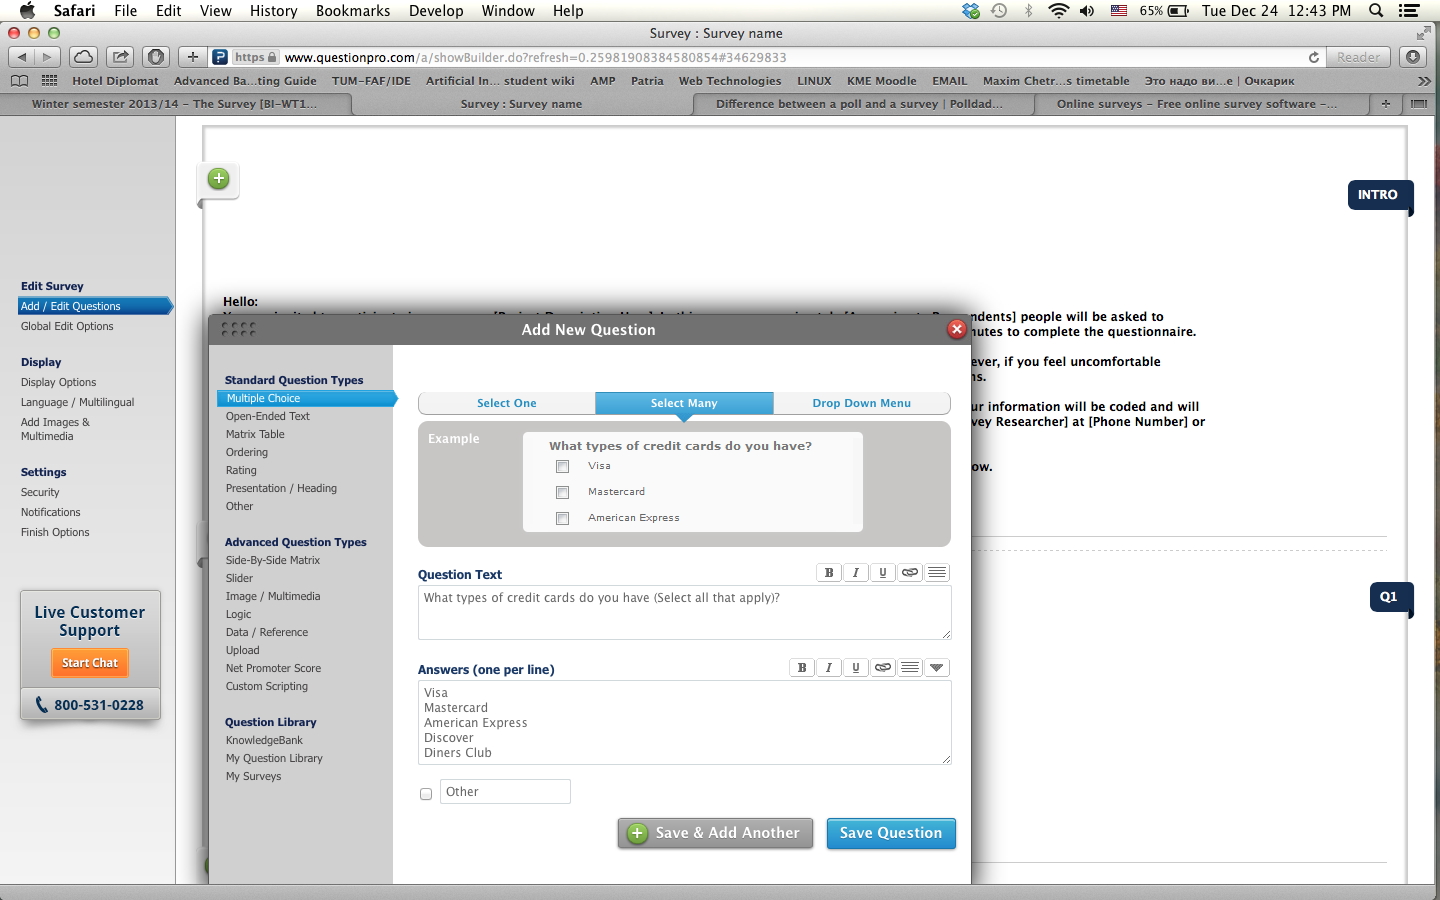 Safari File Edit View History Bookmarks Develop Window Help 65% Tue Dec 24 12:43 PM
Survey : Survey name
https www.questionpro.com/a/showBuilder.do?refresh=0.25981908384580854#34629833 Reader
Hotel Diplomat Advanced Ba...ting Guide TUM-FAF/IDE Artificial In... student wiki AMP Patria Web Technologies LINUX KME Moodle EMAIL Maxim Chetr...s timetable Это надо ви...е | Очкарик
Winter semester 2013/14 – The Survey [BI-WT1... Survey : Survey name Difference between a poll and a survey | Polldad... Online surveys – Free online survey software –...
INTRO
Edit Survey
Add / Edit Questions
Global Edit Options
Display
Display Options
Language / Multilingual
Add Images &
Multimedia
Settings
Security
Notifications
Finish Options
Live Customer
Support
Start Chat
800-531-0228
Hello:
ndents] people will be asked to
nutes to complete the questionnaire.
ever, if you feel uncomfortable
ns.
ur information will be coded and will
vey Researcher] at [Phone Number] or
ow.
Q1
Add New Question
Standard Question Types
Multiple Choice
Open-Ended Text
Matrix Table
Ordering
Rating
Presentation / Heading
Other
Advanced Question Types
Side-By-Side Matrix
Slider
Image / Multimedia
Logic
Data / Reference
Upload
Net Promoter Score
Custom Scripting
Question Library
KnowledgeBank
My Question Library
My Surveys
Select One Select Many Drop Down Menu
Example
What types of credit cards do you have?
Visa
Mastercard
American Express
Question Text B I U
What types of credit cards do you have (Select all that apply)?
Answers (one per line) B I U
Visa
Mastercard
American Express
Discover
Diners Club
Other
Save & Add Another Save Question